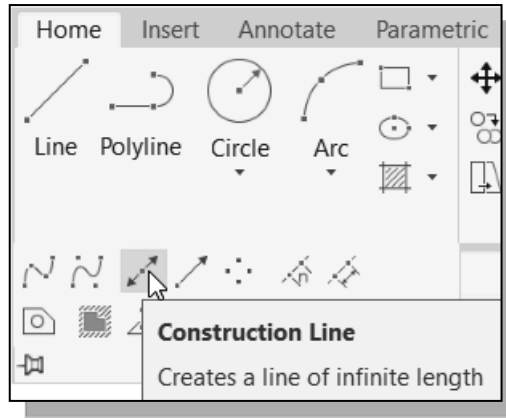 Home Insert Annotate Parametric
Line Polyline Circle Arc
Construction Line
Creates a line of infinite length